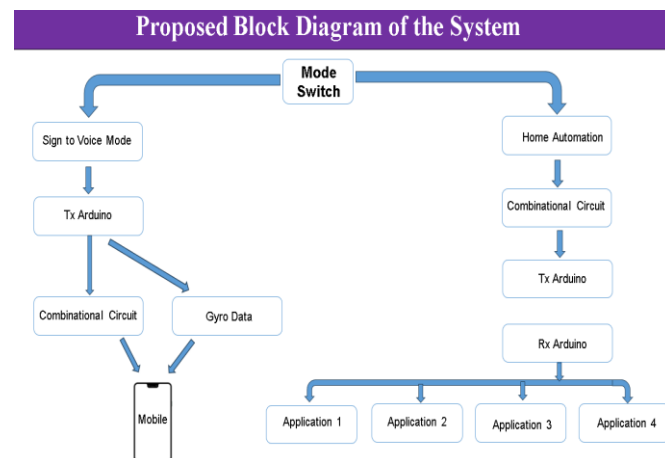 Proposed Block Diagram of the System
Mode
Switch
Sign to Voice Mode
Home Automation
Tx Arduino
Combinational Circuit
Tx Arduino
Combinational Circuit
Gyro Data
Rx Arduino
Mobile
Application 1
Application 2
Application 3
Application 4